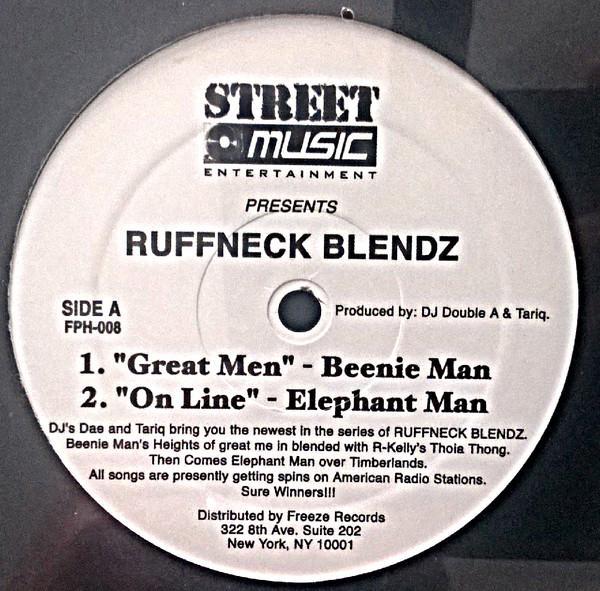 STREET
MUSIC
ENTERTAINMENT
PRESENTS
RUFFNECK BLENDZ
SIDE A
FPH-008
Produced by: DJ Double A & Tariq.
1. "Great Men" - Beenie Man
2. "On Line" - Elephant Man
DJ's Dae and Tariq bring you the newest in the series of RUFFNECK BLENDZ.
Beenie Man's Heights of great me in blended with R-Kelly's Thoia Thong.
Then Comes Elephant Man over Timberlands.
All songs are presently getting spins on American Radio Stations.
Sure Winners!!!
Distributed by Freeze Records
322 8th Ave. Suite 202
New York, NY 10001